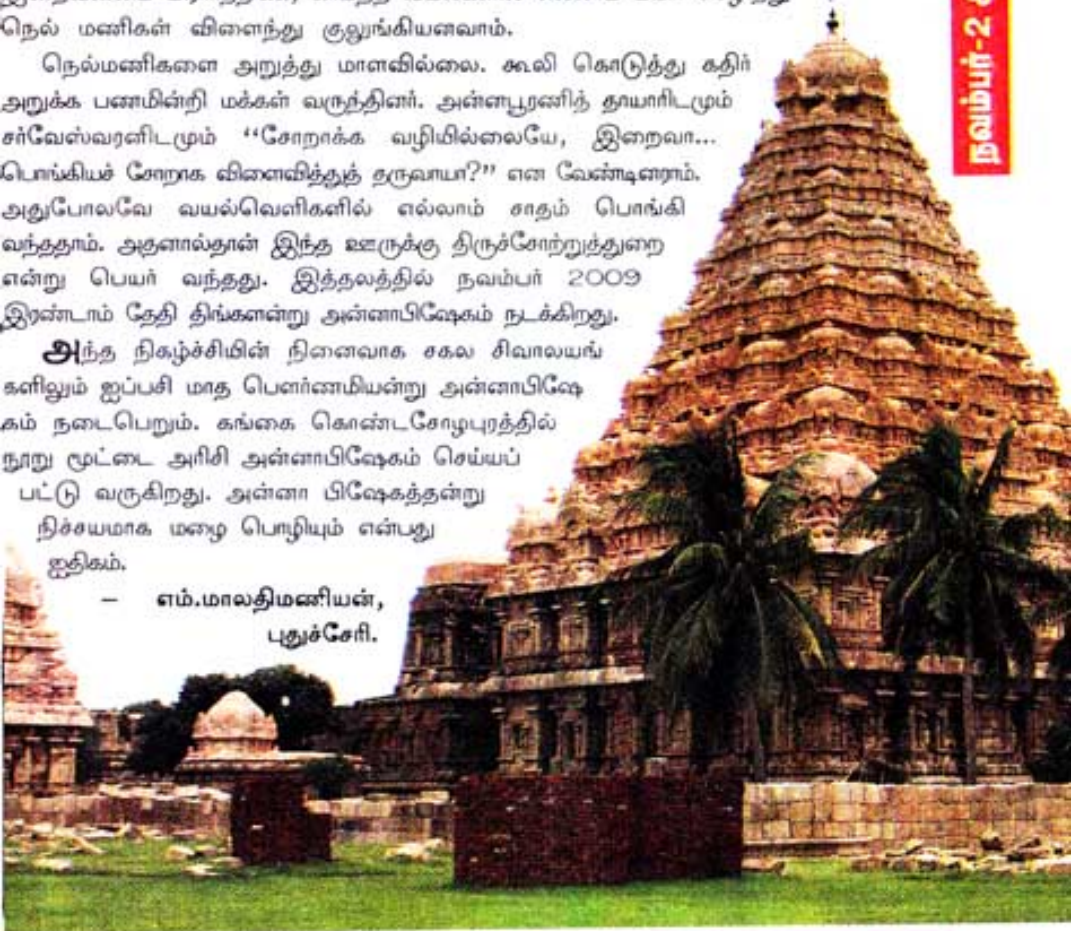 நெல் மணிகள் விளைந்து குலுங்கியனவாம்.
நெல்மணிகளை அறுத்து மாளவில்லை. கூலி கொடுத்து கதிர்
அறுக்க பணமின்றி மக்கள் வருந்தினர். அன்னபூரணித் தாயாரிடமும்
சர்வேஸ்வரனிடமும் “சோறாக்க வழிமில்லையே, இறைவா...
பொங்கியச் சோறாக விளைவித்துத் தருவாயா?” என வேண்டினராம்.
அதுபோலவே வயல்வெளிகளில் எல்லாம் சாதம் பொங்கி
வந்ததாம். அதனால்தான் இந்த ஊருக்கு திருச்சோற்றுத்துறை
என்று பெயர் வந்தது. இத்தலத்தில் நவம்பர் 2009
இரண்டாம் தேதி திங்களன்று அன்னாபிஷேகம் நடக்கிறது.
அந்த நிகழ்ச்சியின் நினைவாக சகல சிவாலயங்
களிலும் ஐப்பசி மாத பௌர்ணமியன்று அன்னாபிஷே
கம் நடைபெறும். கங்கை கொண்டசோழபுரத்தில்
நூறு மூட்டை அரிசி அன்னாபிஷேகம் செய்யப்
பட்டு வருகிறது. அன்னா பிஷேகத்தன்று
நிச்சயமாக மழை பொழியும் என்பது
ஐதிகம்.
– எம்.மாலதிமணியன்,
புதுச்சேரி.
நவம்பர்-2